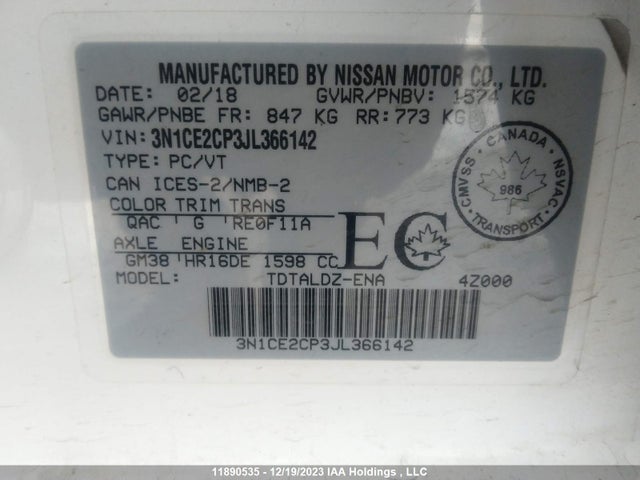 MANUFACTURED BY NISSAN MOTOR CO., LTD.
DATE: 02/18 GVWR/PNBV: 1574 KG
GAWR/PNBE FR: 847 KG RR: 773 KG
VIN: 3N1CE2CP3JL366142
TYPE: PC/VT
CAN ICES-2/NMB-2
COLOR TRIM TRANS
QAC G RE0F11A
AXLE ENGINE
GM38 HR16DE 1598 CC
MODEL: TDTALDZ-ENA 4Z000
EC
CANADA
CMVSS NSVAC
986
TRANSPORT
3N1CE2CP3JL366142
11890535 - 12/19/2023 IAA Holdings , LLC